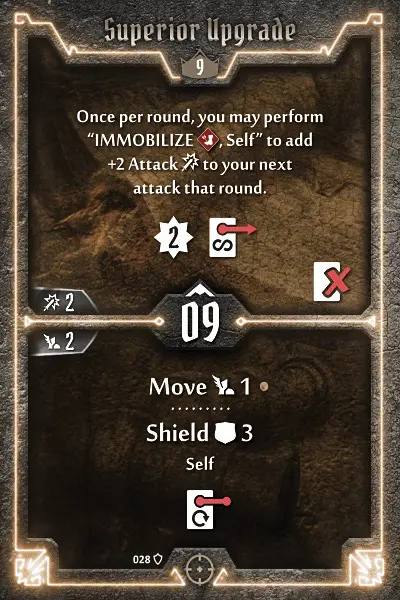 Superior Upgrade
9
Once per round, you may perform
“IMMOBILIZE , Self” to add
+2 Attack to your next
attack that round.
2
2
09
2
Move 1
Shield 3
Self
028